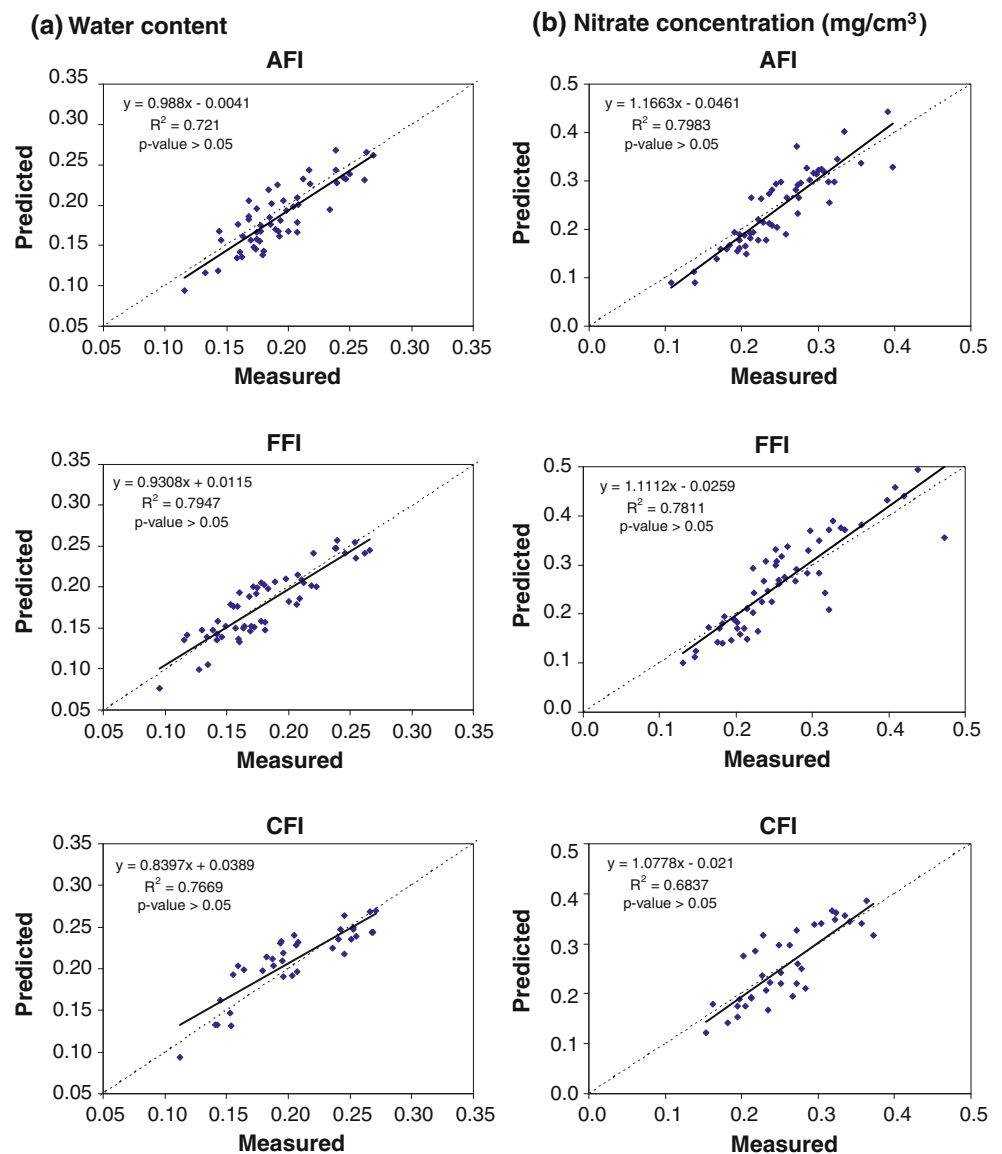 (a) Water content
(b) Nitrate concentration (mg/cm³)
AFI
0.35
0.30
0.25
0.20
0.15
0.10
0.05
Predicted
y = 0.988x - 0.0041
R² = 0.721
p-value > 0.05
0.05 0.10 0.15 0.20 0.25 0.30 0.35
Measured
AFI
0.5
0.4
0.3
0.2
0.1
0.0
Predicted
y = 1.1663x - 0.0461
R² = 0.7983
p-value > 0.05
0.0 0.1 0.2 0.3 0.4 0.5
Measured
FFI
0.35
0.30
0.25
0.20
0.15
0.10
0.05
Predicted
y = 0.9308x + 0.0115
R² = 0.7947
p-value > 0.05
0.05 0.10 0.15 0.20 0.25 0.30 0.35
Measured
FFI
0.5
0.4
0.3
0.2
0.1
0.0
Predicted
y = 1.1112x - 0.0259
R² = 0.7811
p-value > 0.05
0.0 0.1 0.2 0.3 0.4 0.5
Measured
CFI
0.35
0.30
0.25
0.20
0.15
0.10
0.05
Predicted
y = 0.8397x + 0.0389
R² = 0.7669
p-value > 0.05
0.05 0.10 0.15 0.20 0.25 0.30 0.35
Measured
CFI
0.5
0.4
0.3
0.2
0.1
0.0
Predicted
y = 1.0778x - 0.021
R² = 0.6837
p-value > 0.05
0.0 0.1 0.2 0.3 0.4 0.5
Measured